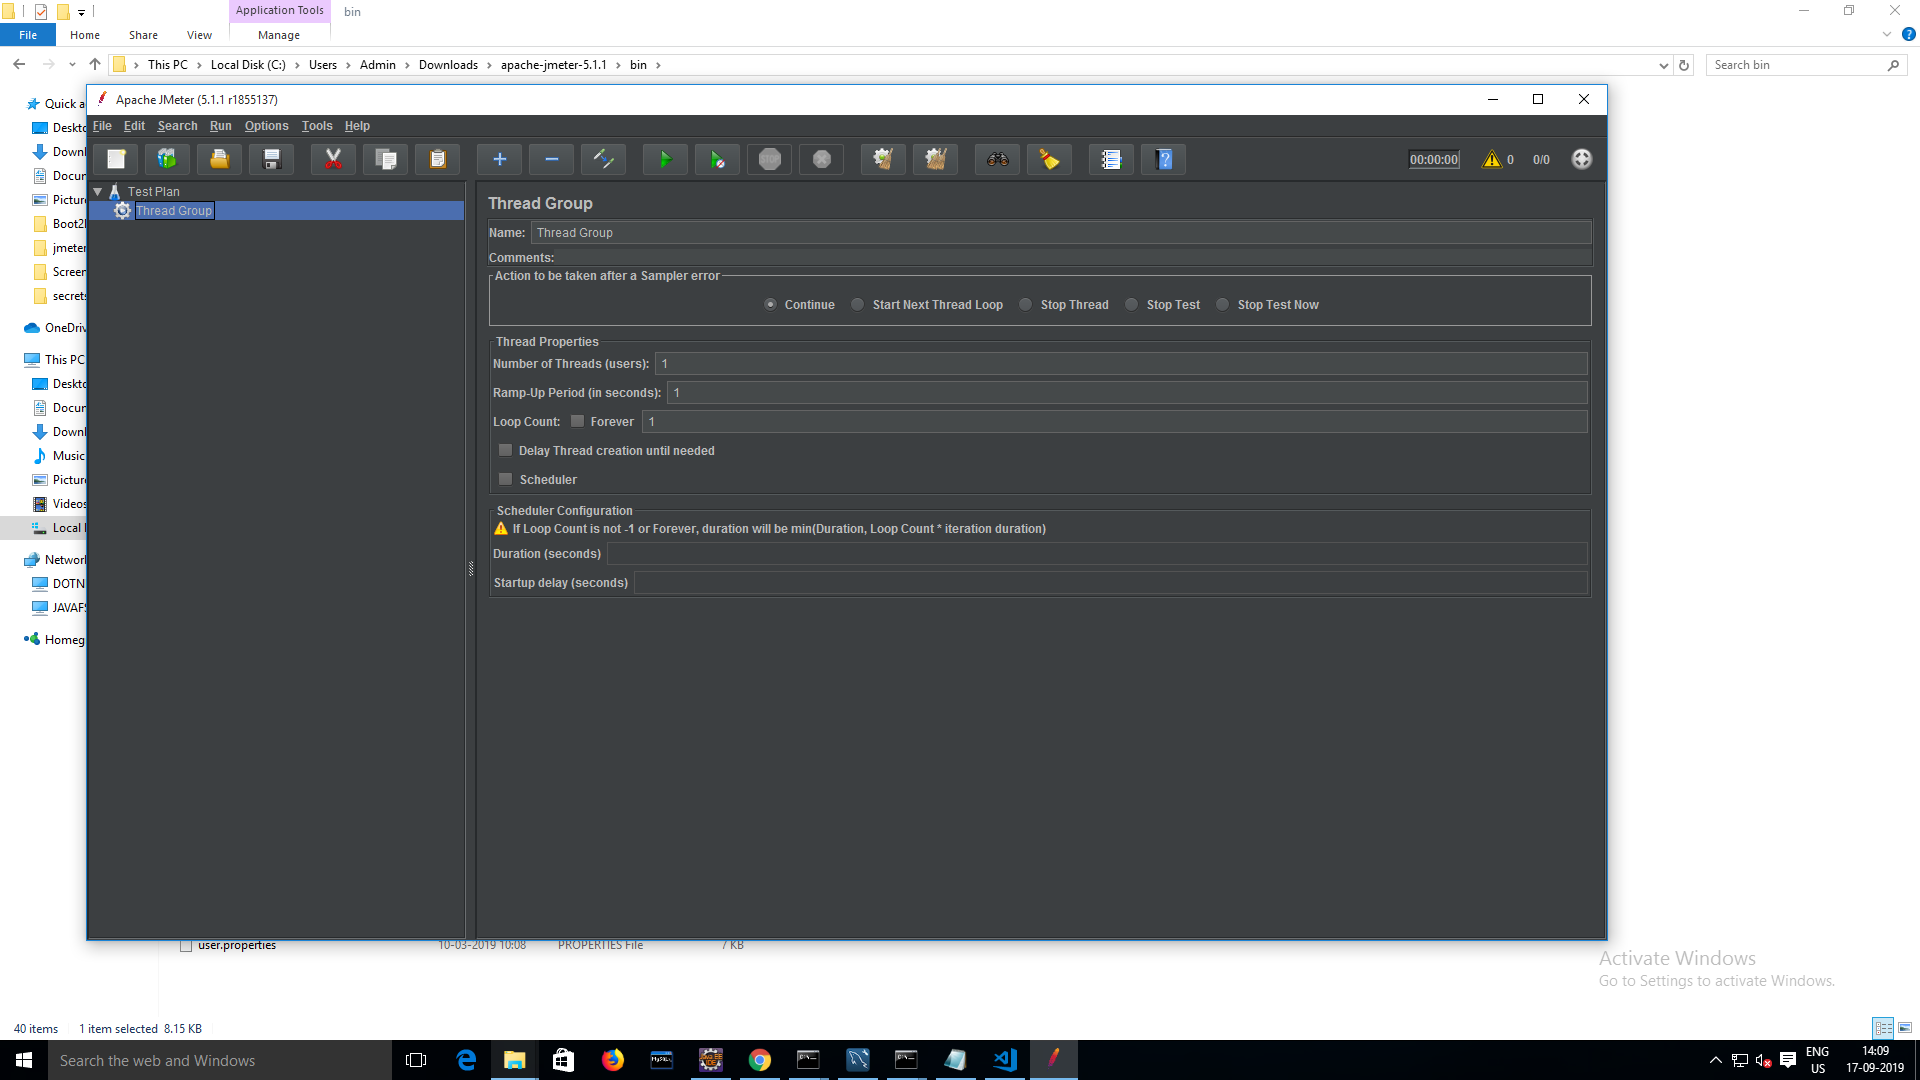 Application Tools bin
File Home Share View Manage
This PC Local Disk (C:) Users Admin Downloads apache-jmeter-5.1.1 bin
Search bin
Quick a
Deskto
Downl
Docun
Picture
Boot2
jmeter
Screen
secrets
OneDriv
This PC
Deskto
Docun
Downl
Music
Picture
Videos
Local
Networ
DOTN
JAVAFS
Homeg
Apache JMeter (5.1.1 r1855137)
File Edit Search Run Options Tools Help
STOP
00:00:00 0 0/0
Test Plan
Thread Group
Thread Group
Name: Thread Group
Comments:
Action to be taken after a Sampler error
Continue Start Next Thread Loop Stop Thread Stop Test Stop Test Now
Thread Properties
Number of Threads (users): 1
Ramp-Up Period (in seconds): 1
Loop Count: Forever 1
Delay Thread creation until needed
Scheduler
Scheduler Configuration
If Loop Count is not -1 or Forever, duration will be min(Duration, Loop Count * iteration duration)
Duration (seconds)
Startup delay (seconds)
user.properties 10-03-2019 10:08 PROPERTIES File 7 KB
Activate Windows
Go to Settings to activate Windows.
40 items 1 item selected 8.15 KB
Search the web and Windows
ENG
US
14:09
17-09-2019